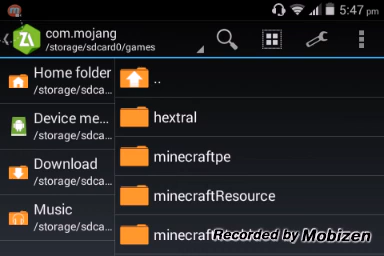 5:47 pm
com.mojang
/storage/sdcard0/games
Home folder
/storage/sdca..
Device me...
/storage/sdca..
Download
/storage/sdca..
Music
/storage/sdca..
..
hextral
minecraftpe
minecraftResource
minecraft
Recorded by Mobizen